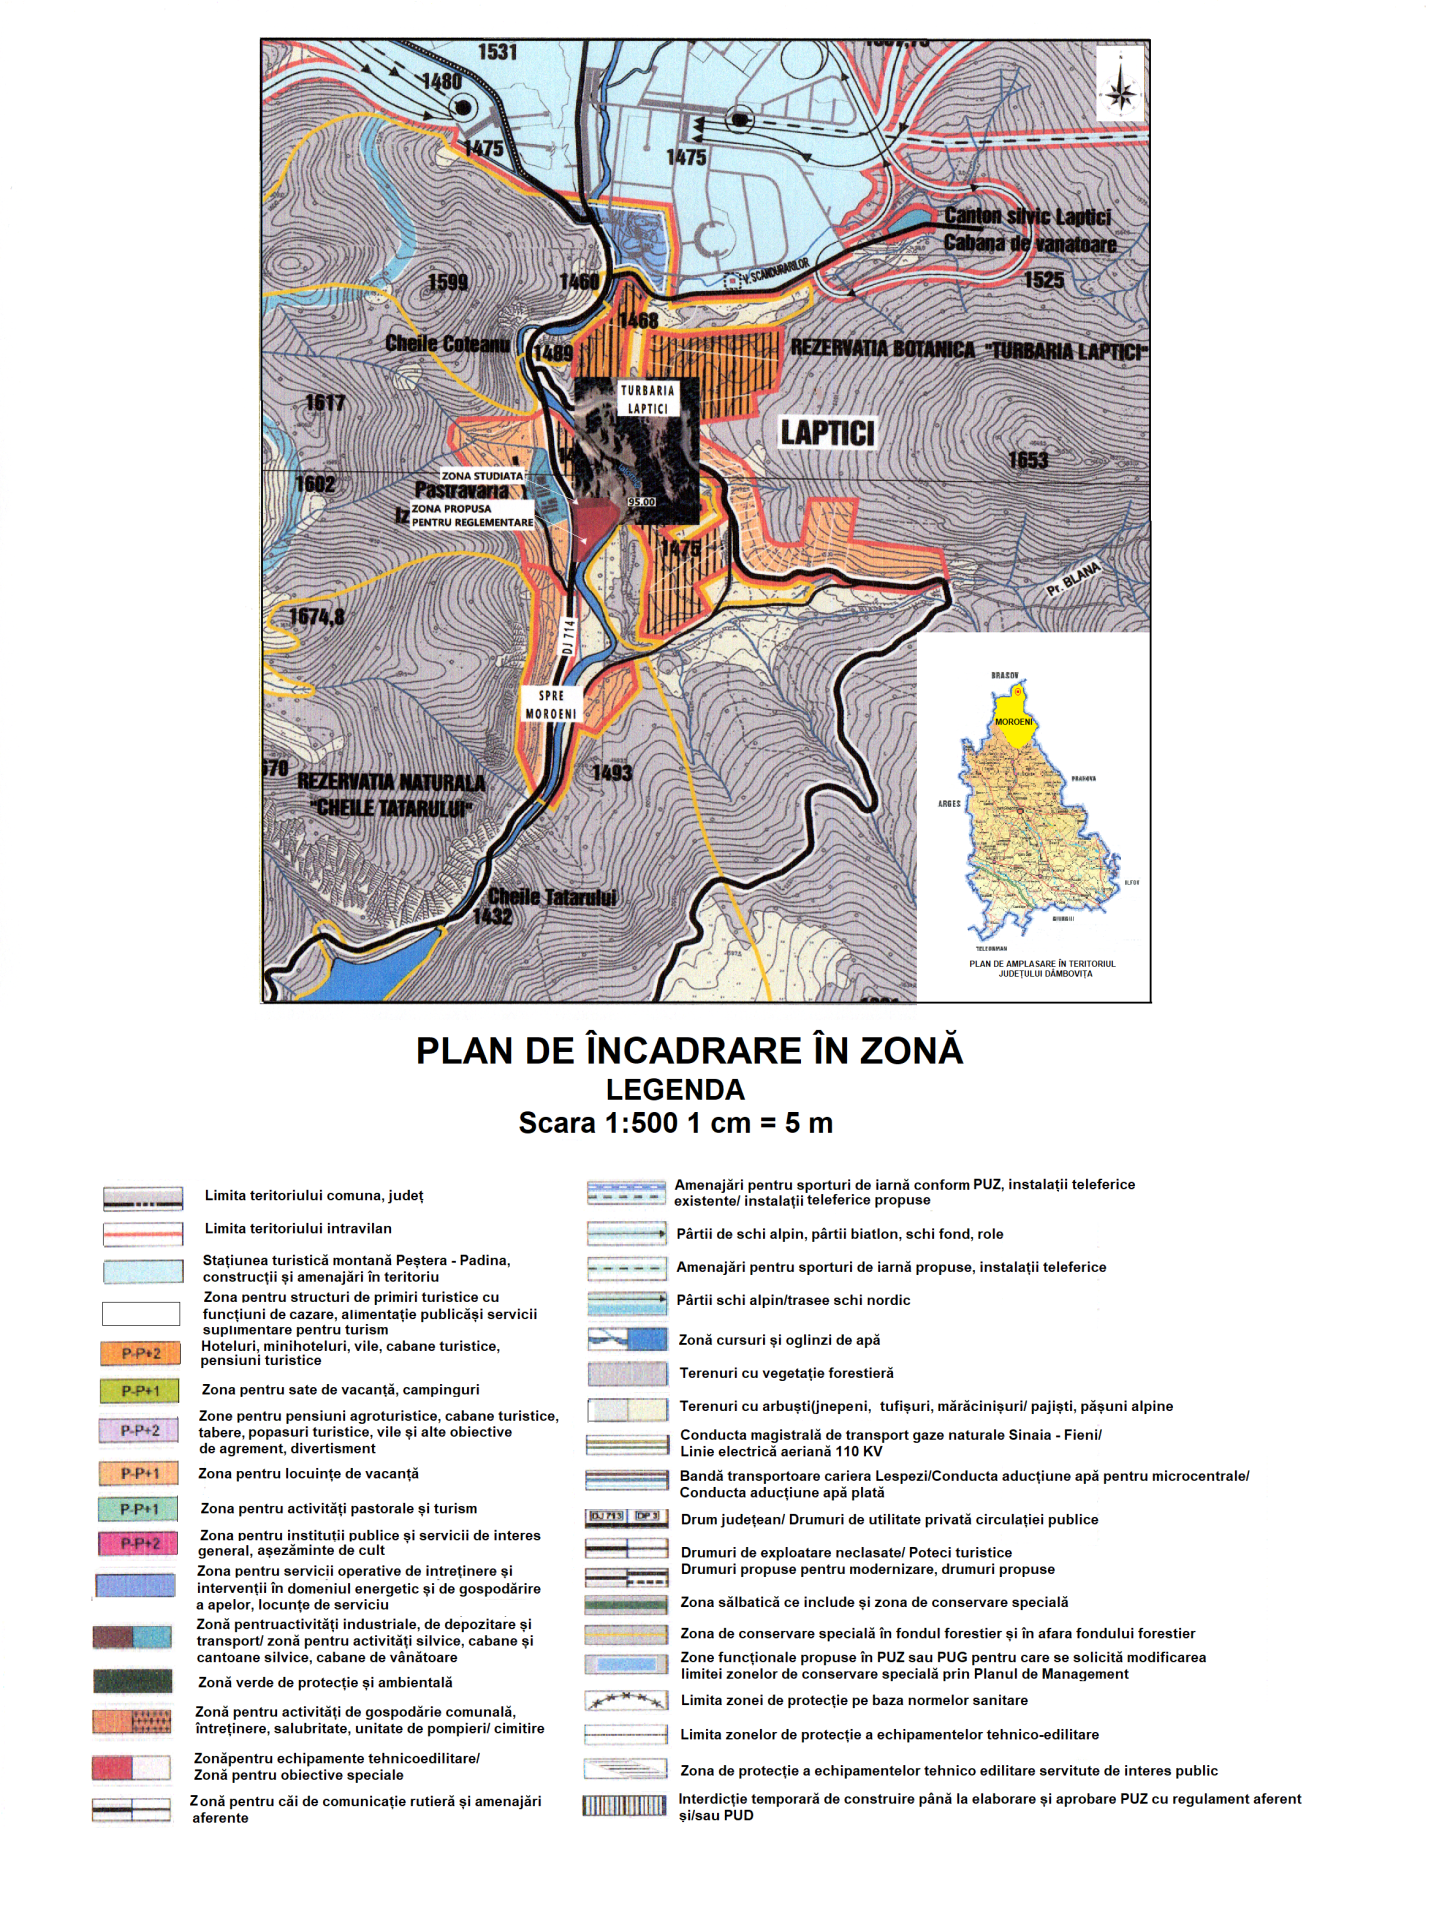 1531
1480
1475
1475
Canton silvic Laptici
Cabana de vanatoare
V. SCANDURARILOR
1599
1460
1525
1468
Cheile Coteanu
1489
REZERVATIA BOTANICA "TURBARIA LAPTICI"
TURBARIA
LAPTICI
1617
LAPTICI
1653
ZONA STUDIATA
1602
Pastravaria
95.00
ZONA PROPUSA
PENTRU REGLEMENTARE
1475
Pr. BLANA
1674,8
DJ 714
SPRE
MOROENI
BRASOV
MOROENI
1493
PRAHOVA
REZERVATIA NATURALA
"CHEILE TATARULUI"
ARGES
Cheile Tatarului
1432
ILFOV
GIURGIU
TELEORMAN
PLAN DE AMPLASARE ÎN TERITORIUL
JUDEȚULUI DÂMBOVIȚA
PLAN DE ÎNCADRARE ÎN ZONĂ
LEGENDA
Scara 1:500 1 cm = 5 m
Limita teritoriului comuna, județ
Limita teritoriului intravilan
Stațiunea turistică montană Peștera - Padina,
construcții și amenajări în teritoriu
Zona pentru structuri de primiri turistice cu
funcțiuni de cazare, alimentație publicăși servicii
suplimentare pentru turism
P-P+2
Hoteluri, minihoteluri, vile, cabane turistice,
pensiuni turistice
P-P+1
Zona pentru sate de vacanță, campinguri
P-P+2
Zone pentru pensiuni agroturistice, cabane turistice,
tabere, popasuri turistice, vile și alte obiective
de agrement, divertisment
P-P+1
Zona pentru locuințe de vacanță
P-P+1
Zona pentru activități pastorale și turism
P-P+2
Zona pentru instituții publice și servicii de interes
general, așezăminte de cult
Zona pentru servicii operative de intreținere și
intervenții în domeniul energetic și de gospodărire
a apelor, locunțe de serviciu
Zonă pentruactivități industriale, de depozitare și
transport/ zonă pentru activități silvice, cabane și
cantoane silvice, cabane de vânătoare
Zonă verde de protecție și ambientală
Zonă pentru activități de gospodărie comunală,
întreținere, salubritate, unitate de pompieri/ cimitire
Zonăpentru echipamente tehnicoedilitare/
Zonă pentru obiective speciale
Zonă pentru căi de comunicație rutieră și amenajări
aferente
Amenajări pentru sporturi de iarnă conform PUZ, instalații teleferice
existente/ instalații teleferice propuse
Pârtii de schi alpin, pârtii biatlon, schi fond, role
Amenajări pentru sporturi de iarnă propuse, instalații teleferice
Pârtii schi alpin/trasee schi nordic
Zonă cursuri și oglinzi de apă
Terenuri cu vegetație forestieră
Terenuri cu arbuști(jnepeni, tufișuri, mărăcinișuri/ pajiști, pășuni alpine
Conducta magistrală de transport gaze naturale Sinaia - Fieni/
Linie electrică aeriană 110 KV
Bandă transportoare cariera Lespezi/Conducta aducțiune apă pentru microcentrale/
Conducta aducțiune apă plată
DJ 713 DP 3
Drum județean/ Drumuri de utilitate privată circulației publice
Drumuri de exploatare neclasate/ Poteci turistice
Drumuri propuse pentru modernizare, drumuri propuse
Zona sălbatică ce include și zona de conservare specială
Zona de conservare specială în fondul forestier și în afara fondului forestier
Zone funcționale propuse în PUZ sau PUG pentru care se solicită modificarea
limitei zonelor de conservare specială prin Planul de Management
Limita zonei de protecție pe baza normelor sanitare
Limita zonelor de protecție a echipamentelor tehnico-edilitare
Zona de protecție a echipamentelor tehnico edilitare servitute de interes public
Interdicție temporară de construire până la elaborare și aprobare PUZ cu regulament aferent
și/sau PUD